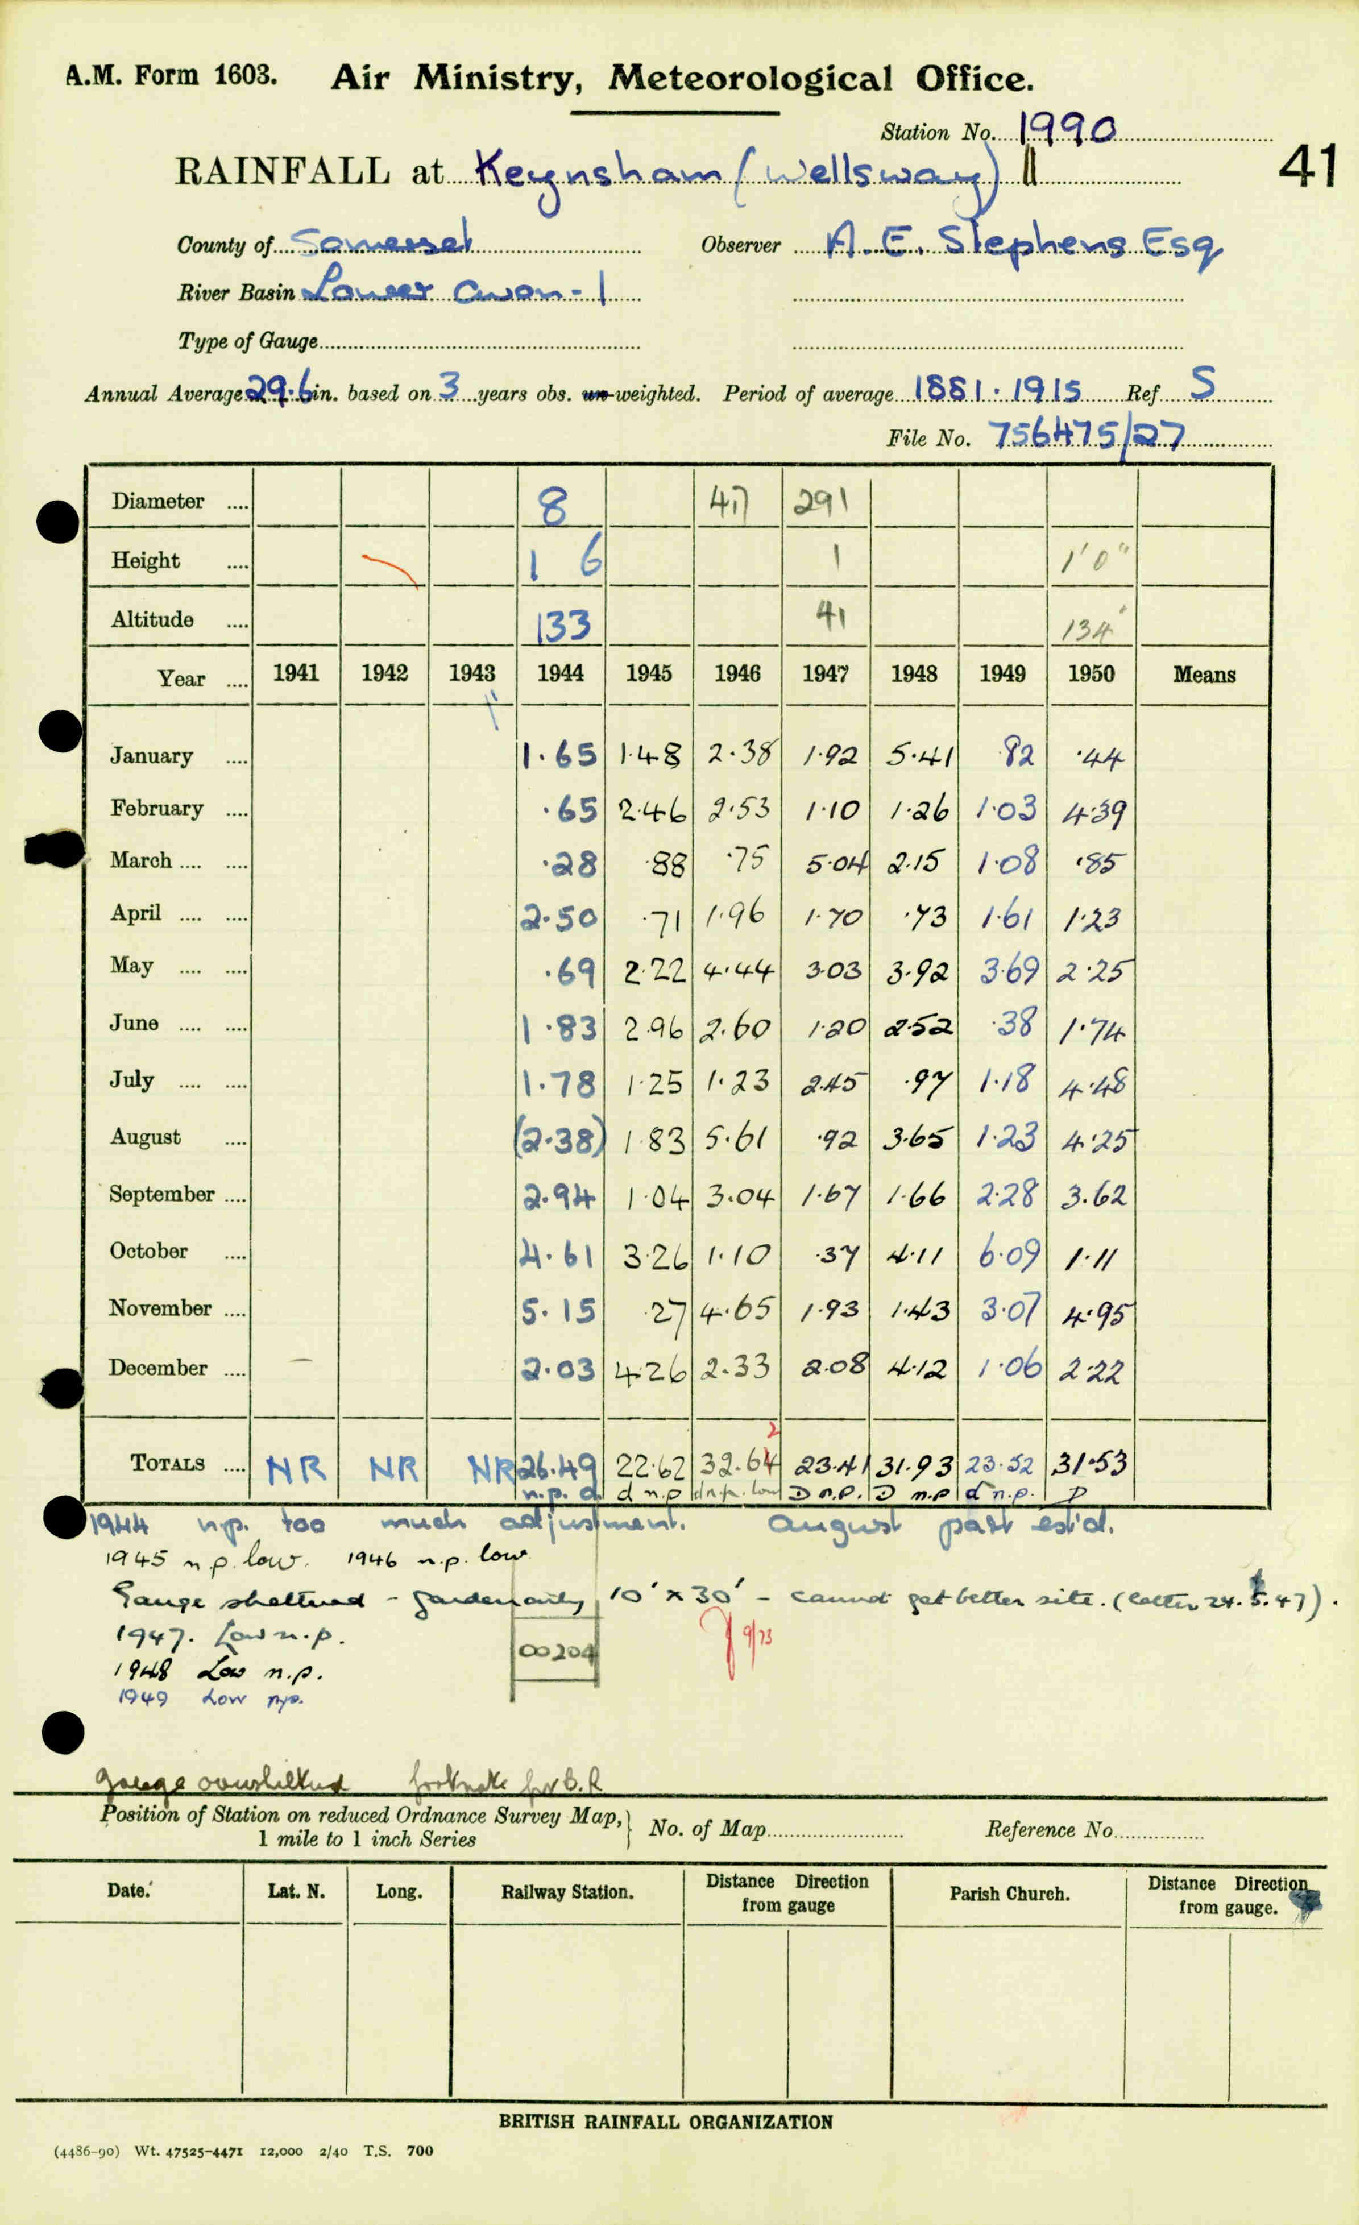 A.M. Form 1603. Air Ministry, Meteorological Office.
Station No. 1990
RAINFALL at Keynsham (Wellsway) 41
County of Somerset Observer A. E. Stephens Esq
River Basin Lower Avon-1
Type of Gauge
Annual Average 29.6 in. based on 3 years obs. un-weighted. Period of average 1881.1915 Ref S
File No. 756475/27
Diameter .... 8 47 291
Height .... 1 6 1 1'0"
Altitude .... 133 41 134'
Year .... 1941 1942 1943 1944 1945 1946 1947 1948 1949 1950 Means
January .... 1.65 1.48 2.38 1.92 5.41 .82 .44
February .... .65 2.46 2.53 1.10 1.26 1.03 4.39
March .... .... .28 .88 .75 5.04 2.15 1.08 .85
April .... .... 2.50 .71 1.96 1.70 .73 1.61 1.23
May .... .... .69 2.22 4.44 3.03 3.92 3.69 2.25
June .... .... 1.83 2.96 2.60 1.20 2.52 .38 1.74
July .... .... 1.78 1.25 1.23 2.45 .97 1.18 4.48
August .... (2.38) 1.83 5.61 .92 3.65 1.23 4.25
September .... 2.94 1.04 3.04 1.67 1.66 2.28 3.62
October .... 4.61 3.26 1.10 .37 4.11 6.09 1.11
November .... 5.15 .27 4.65 1.93 1.43 3.07 4.95
December .... – 2.03 4.26 2.33 2.08 4.12 1.06 2.22
2
TOTALS .... NR NR NR 26.49 22.62 32.64 23.41 31.93 23.52 31.53
n.p. d. d n.p d n.p. low D n.p. D n.p d n.p. D
1944 n.p. too much adjustment. August part est'd.
1945 n.p. low. 1946 n.p. low
Gauge sheltered - garden only 10' x 30' - cannot get better site. (letter 24.5.47).
1947. Low n.p. 9/73
00204
1948 Low n.p.
1949 Low n.p.
gauge oversheltered footnote for B.R
Position of Station on reduced Ordnance Survey Map, No. of Map Reference No.
1 mile to 1 inch Series
Date. Lat. N. Long. Railway Station. Distance Direction from gauge Parish Church. Distance Direction from gauge.
BRITISH RAINFALL ORGANIZATION
(4486-90) Wt. 47525-4471 12,000 2/40 T.S. 700